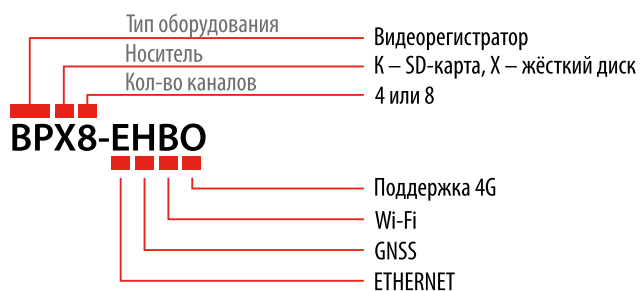 Тип оборудования
Видеорегистратор
Носитель
К – SD-карта, Х – жёсткий диск
Кол-во каналов
4 или 8
ВРХ8-ЕНВО
Поддержка 4G
Wi-Fi
GNSS
ETHERNET